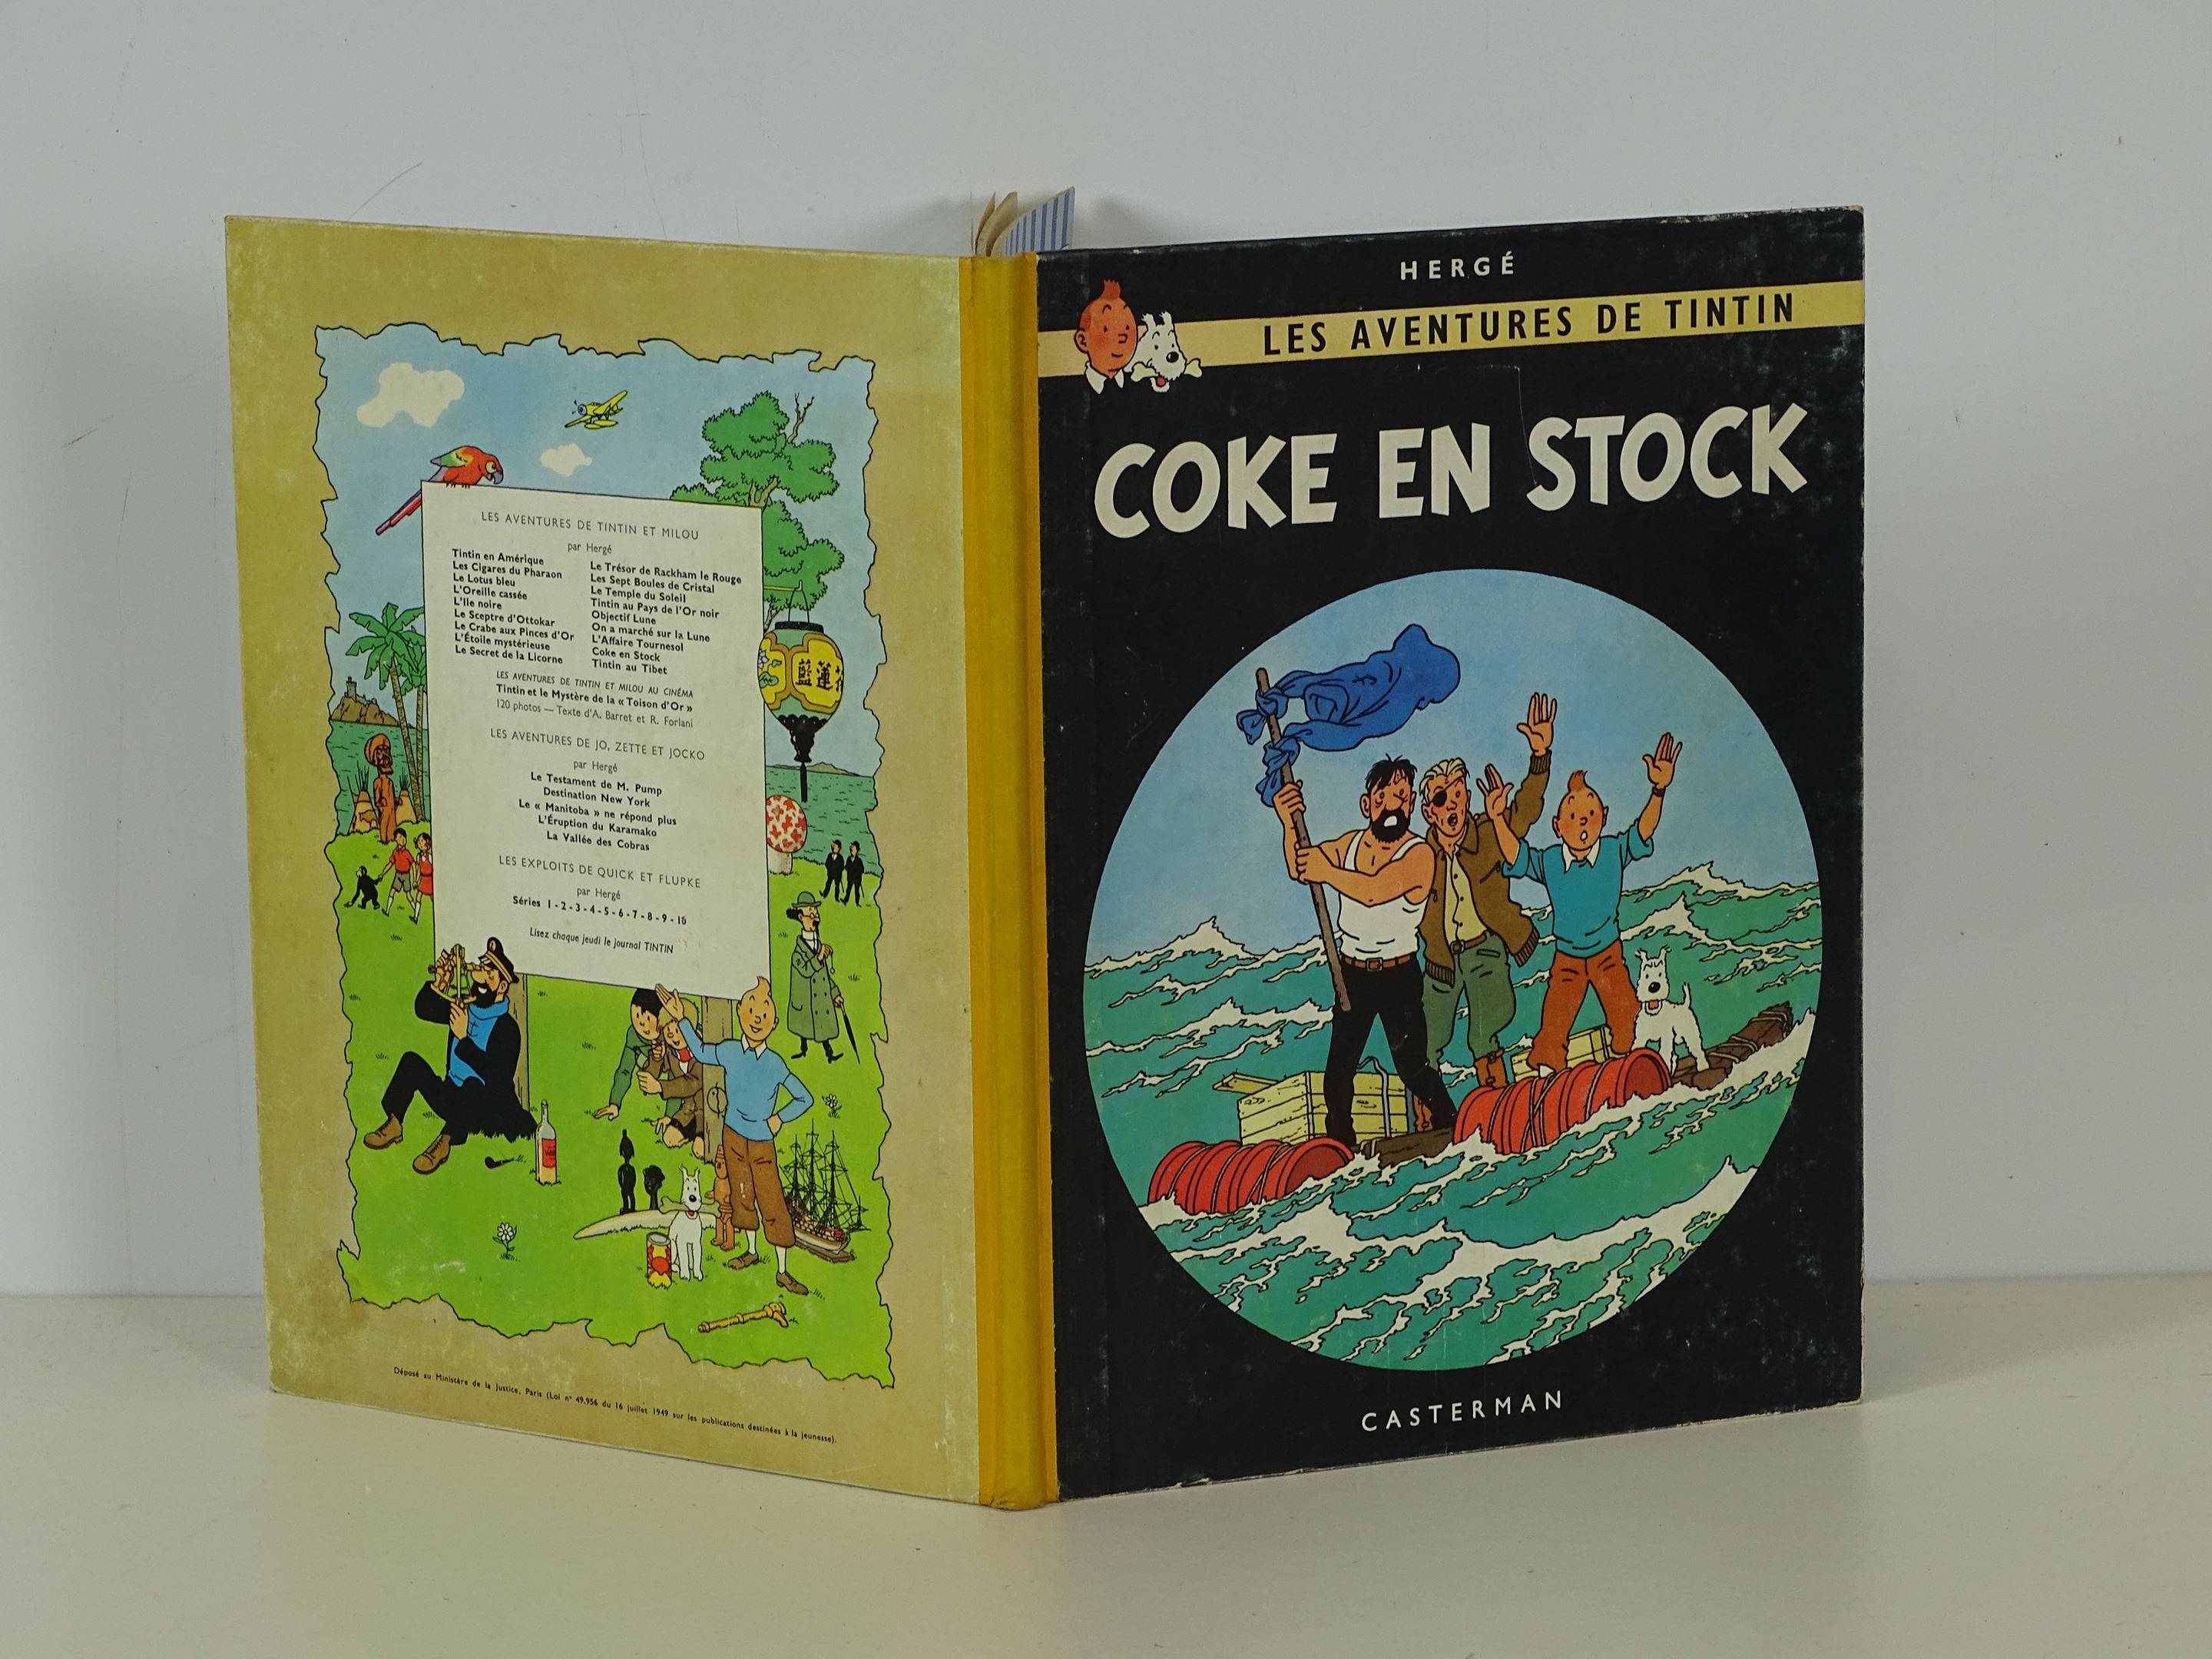 LES AVENTURES DE TINTIN ET MILOU
par Hergé
Tintin en Amérique
Les Cigares du Pharaon
Le Lotus bleu
L'Oreille cassée
L'Ile noire
Le Sceptre d'Ottokar
Le Crabe aux Pinces d'Or
L'Étoile mystérieuse
Le Secret de la Licorne
Le Trésor de Rackham le Rouge
Les Sept Boules de Cristal
Le Temple du Soleil
Tintin au Pays de l'Or noir
Objectif Lune
On a marché sur la Lune
L'Affaire Tournesol
Coke en Stock
Tintin au Tibet
LES AVENTURES DE TINTIN ET MILOU AU CINÉMA
Tintin et le Mystère de la « Toison d'Or »
120 photos — Texte d'A. Barret et R. Forlani
LES AVENTURES DE JO, ZETTE ET JOCKO
par Hergé
Le Testament de M. Pump
Destination New York
Le « Manitoba » ne répond plus
L'Éruption du Karamako
La Vallée des Cobras
LES EXPLOITS DE QUICK ET FLUPKE
par Hergé
Séries 1 - 2 - 3 - 4 - 5 - 6 - 7 - 8 - 9 - 10
Lisez chaque jeudi le journal TINTIN
藍蓮
Déposé au Ministère de la Justice, Paris (Loi n° 49.956 du 16 juillet 1949 sur les publications destinées à la jeunesse).
HERGÉ
LES AVENTURES DE TINTIN
COKE EN STOCK
CASTERMAN